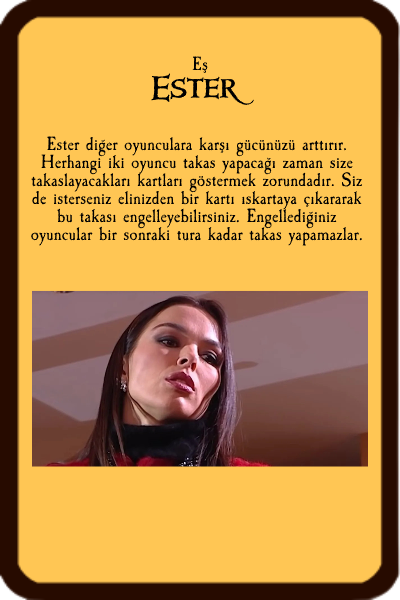 Eş
Ester
Ester diğer oyunculara karşı gücünüzü arttırır.
Herhangi iki oyuncu takas yapacağı zaman size
takaslayacakları kartları göstermek zorundadır. Siz
de isterseniz elinizden bir kartı ıskartaya çıkararak
bu takası engelleyebilirsiniz. Engellediğiniz
oyuncular bir sonraki tura kadar takas yapamazlar.